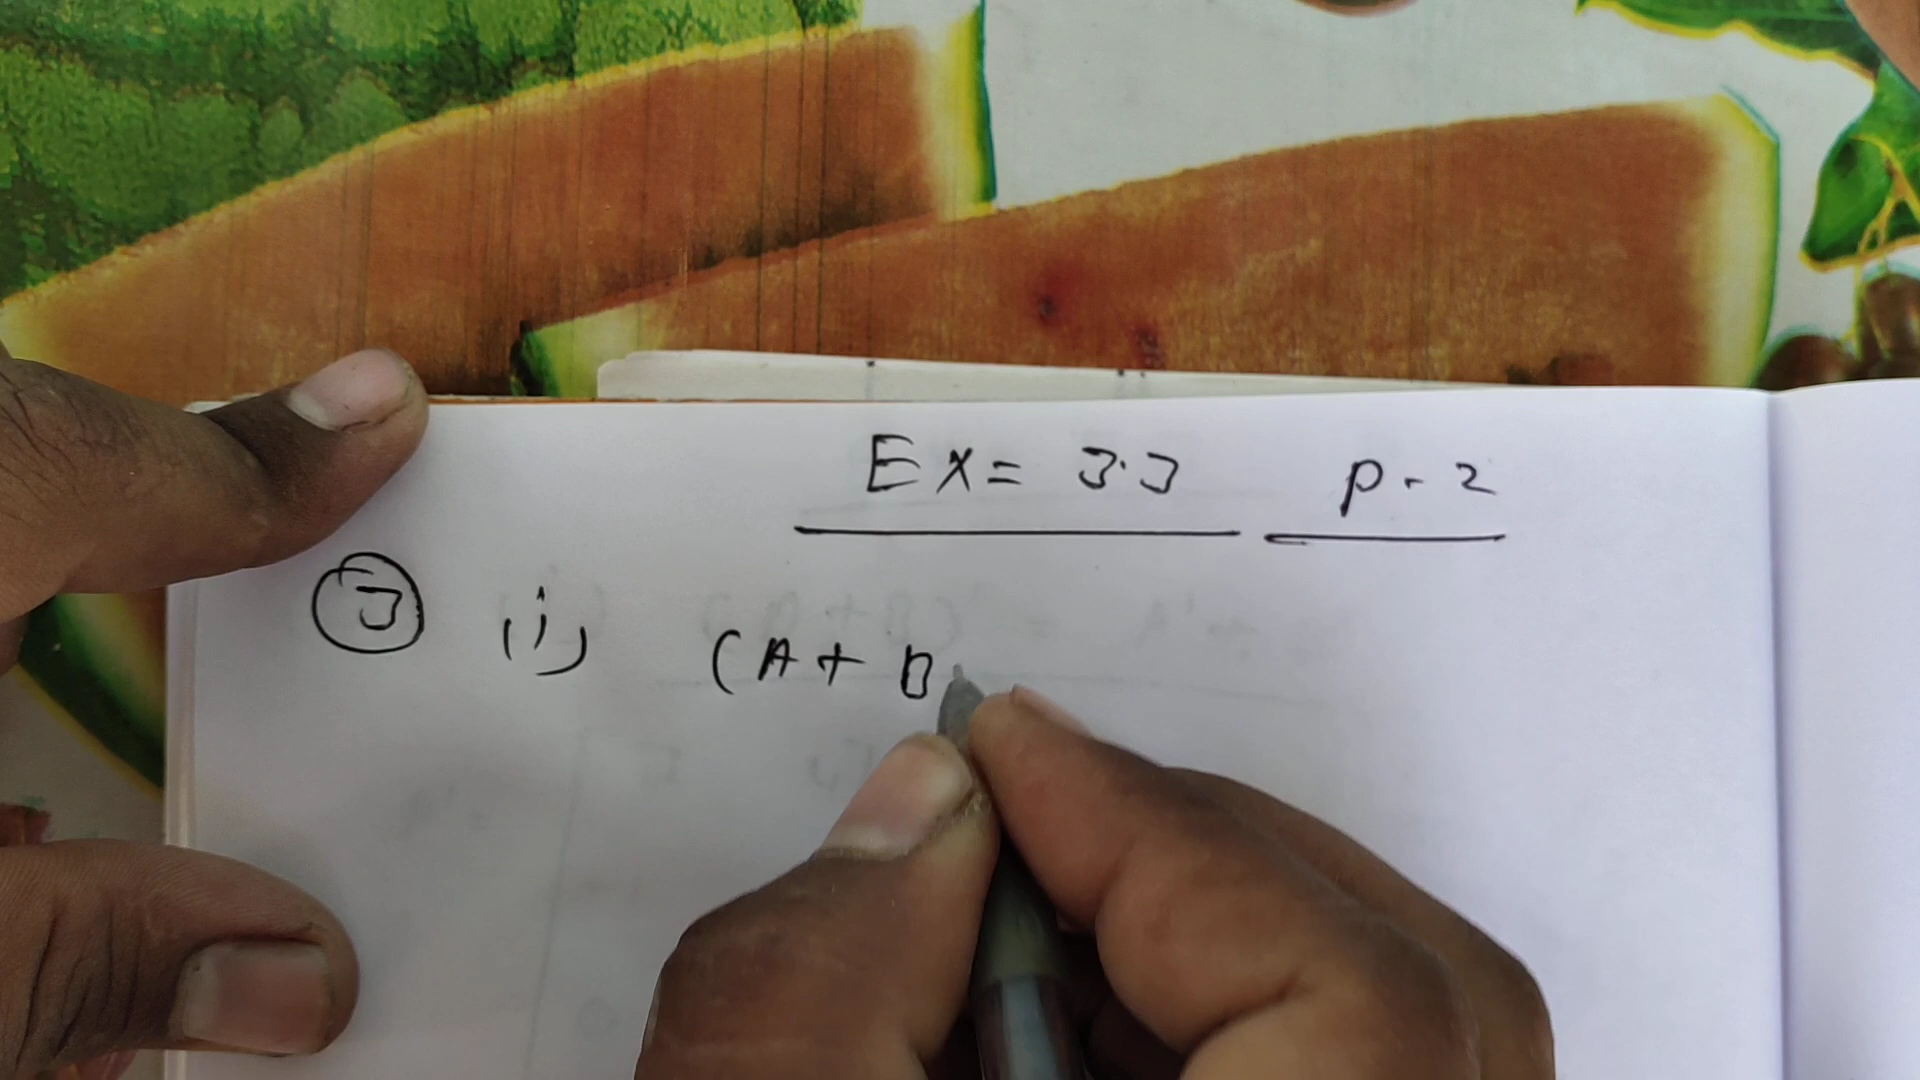 Ex = 3.3 P.2
3 (i) (A + B